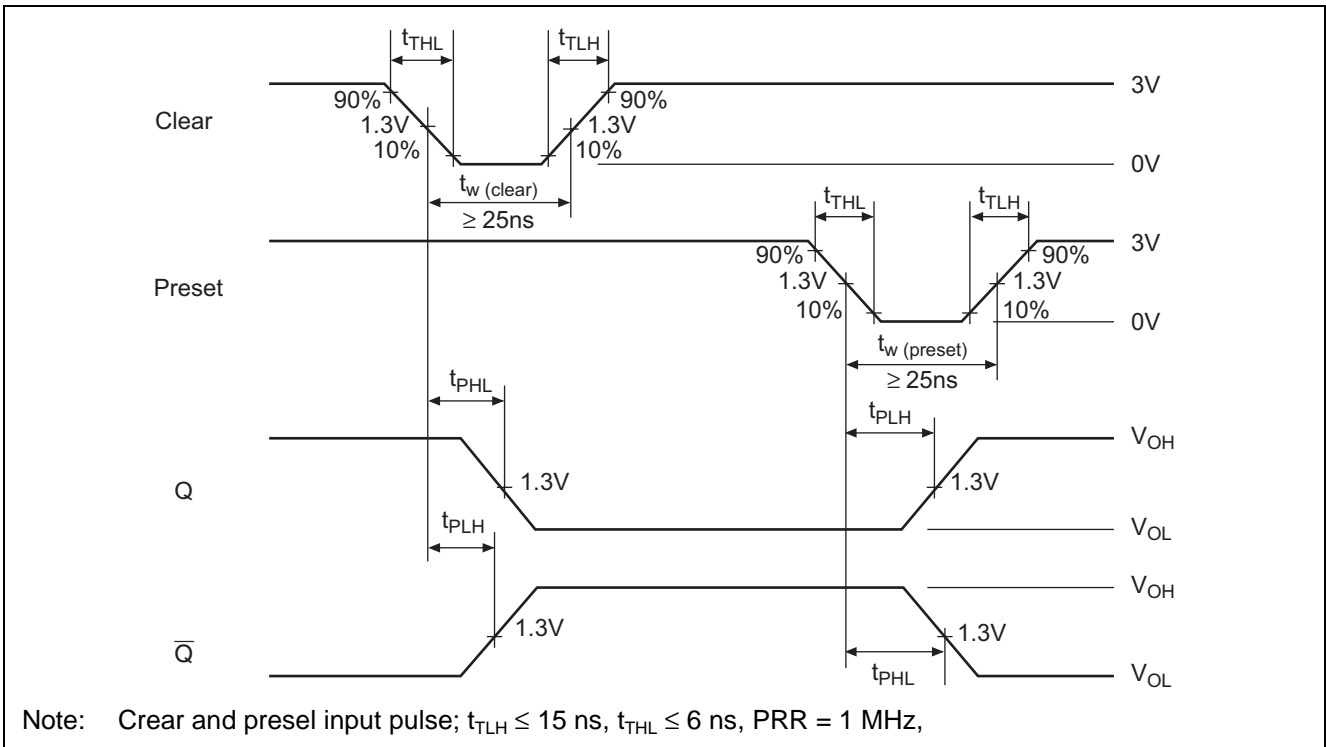 tTHL tTLH
3V
90% 90%
Clear 1.3V 1.3V
10% 10%
0V
tw (clear)
≥ 25ns
tTHL tTLH
3V
90% 90%
Preset 1.3V 1.3V
10% 10%
0V
tw (preset)
≥ 25ns
tPHL
tPLH
VOH
Q 1.3V 1.3V
tPLH
VOL
VOH
Q̅ 1.3V 1.3V
tPHL
VOL
Note: Crear and presel input pulse; tTLH ≤ 15 ns, tTHL ≤ 6 ns, PRR = 1 MHz,